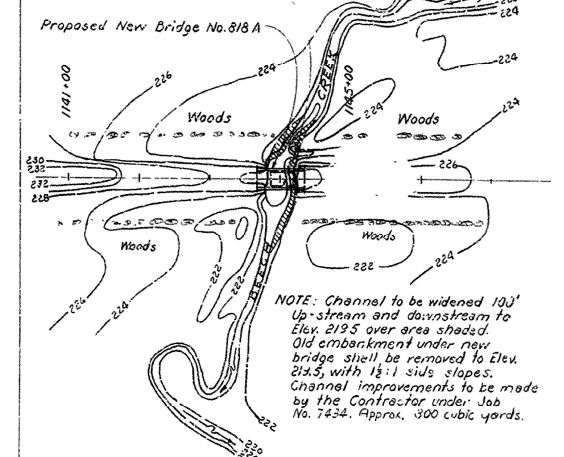 224
Proposed New Bridge No. 818 A
224
1141+00
226
224
CREEK
1145+00
224
224
Woods
Woods
230
232
232
228
226
Woods
Woods
222
222
222
224
226
224
BEECH
NOTE: Channel to be widened 100'
Up-stream and downstream to
Elev. 219.5 over area shaded.
Old embankment under new
bridge shall be removed to Elev.
219.5, with 1½:1 side slopes.
Channel improvements to be made
by the Contractor under Job
No. 7434. Approx. 300 cubic yards.
222
220